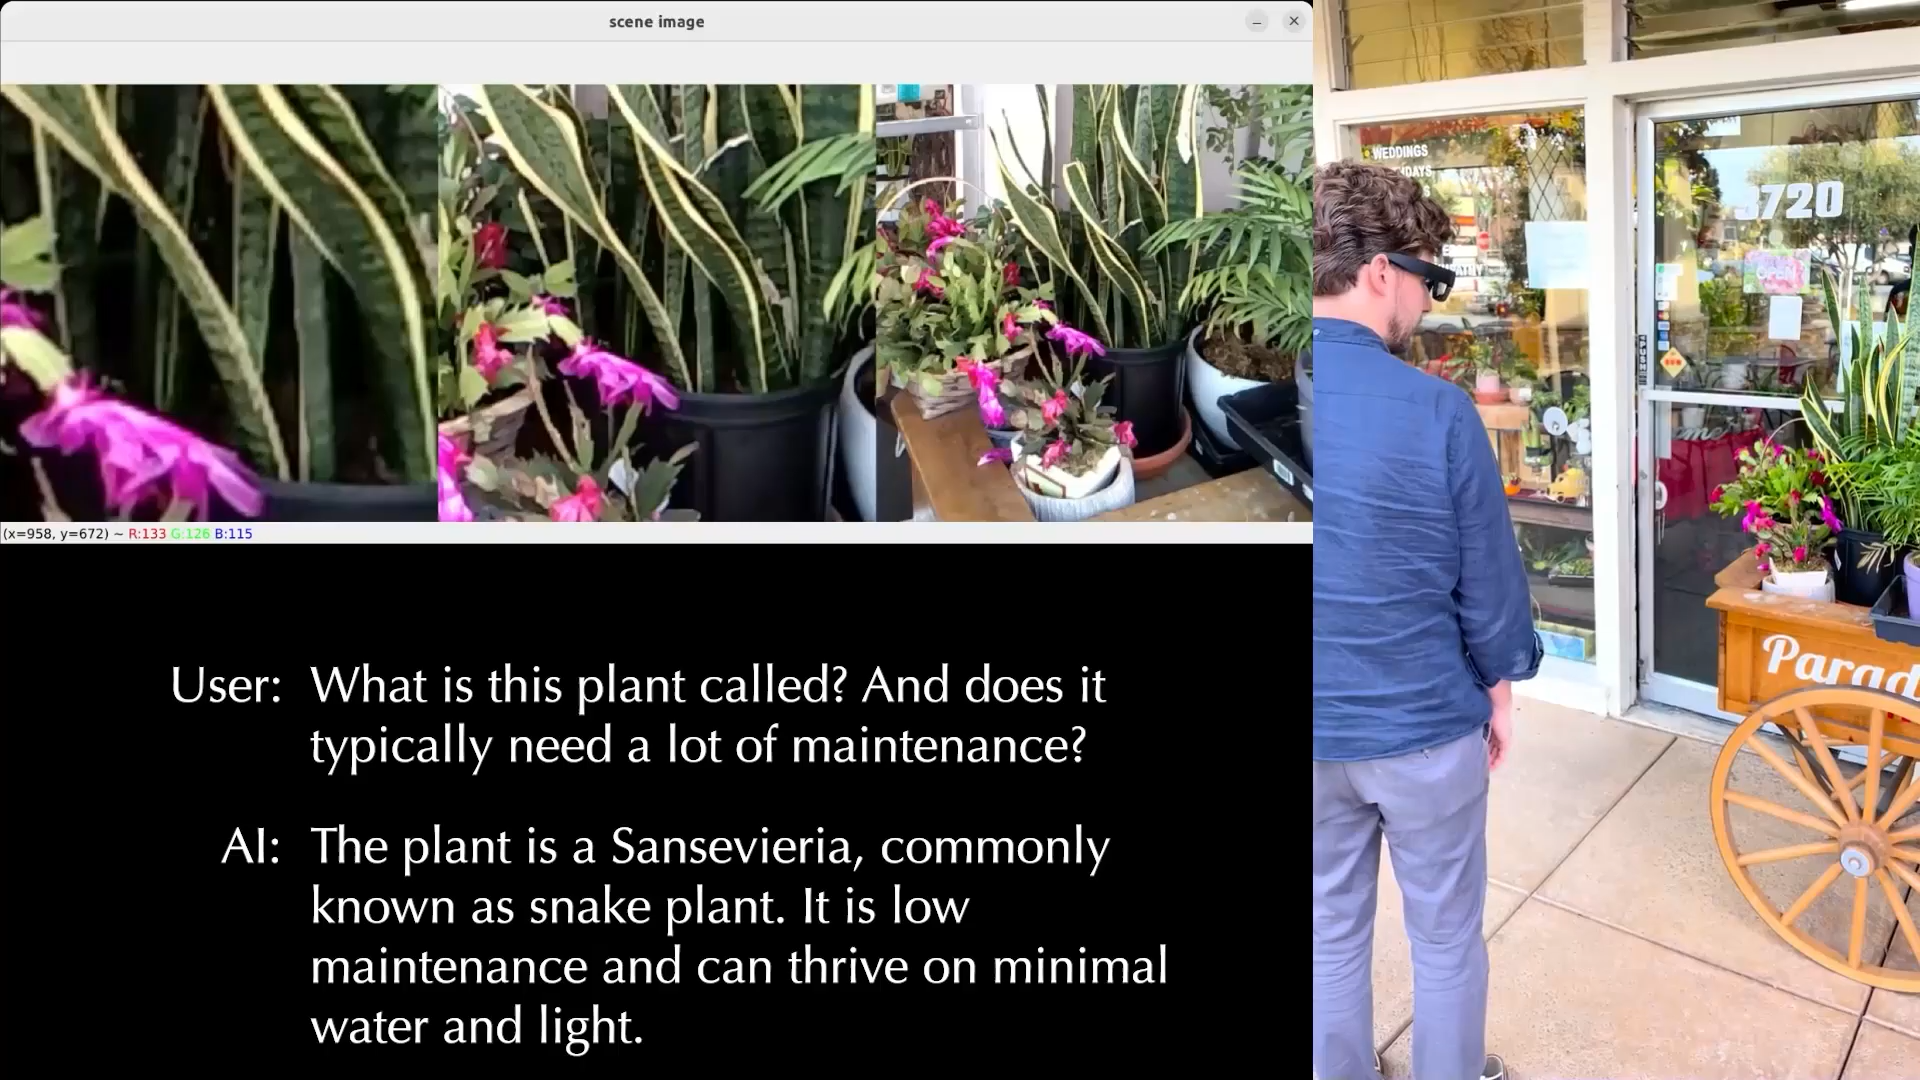 scene image
(x=958, y=672) ~ R:133 G:126 B:115
User: What is this plant called? And does it
typically need a lot of maintenance?
AI: The plant is a Sansevieria, commonly
known as snake plant. It is low
maintenance and can thrive on minimal
water and light.
WEDDINGS
3720
OPEN
PUSH
Parad